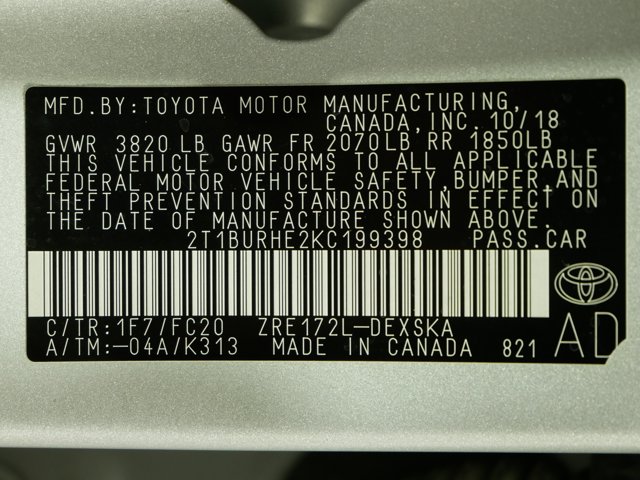 MFD.BY:TOYOTA MOTOR MANUFACTURING,
CANADA,INC. 10/18
GVWR 3820 LB GAWR FR 2070LB RR 1850LB
THIS VEHICLE CONFORMS TO ALL APPLICABLE
FEDERAL MOTOR VEHICLE SAFETY,BUMPER,AND
THEFT PREVENTION STANDARDS IN EFFECT ON
THE DATE OF MANUFACTURE SHOWN ABOVE.
2T1BURHE2KC199398 PASS.CAR
C/TR:1F7/FC20 ZRE172L-DEXSKA
A/TM:-04A/K313 MADE IN CANADA 821
AD